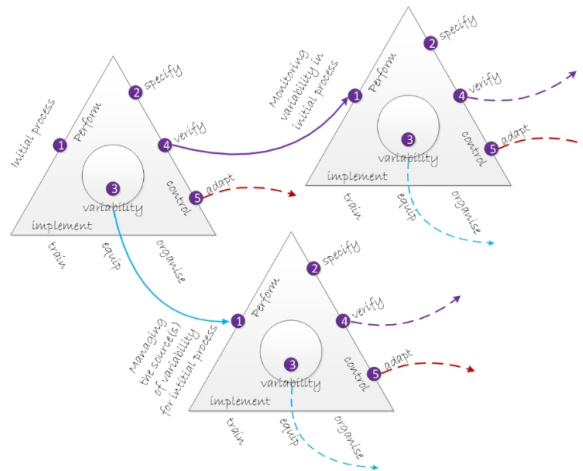 Initial process
1
Perform
2
specify
4
verify
3
variability
control
5
adapt
implement
train
equip
organise
Monitoring
variability in
initial process
1
Perform
2
specify
4
verify
3
variability
control
5
adapt
implement
train
equip
organise
Managing
the source(s)
of variability
for intitial process
1
Perform
2
specify
4
verify
3
variability
control
5
adapt
implement
train
equip
organise